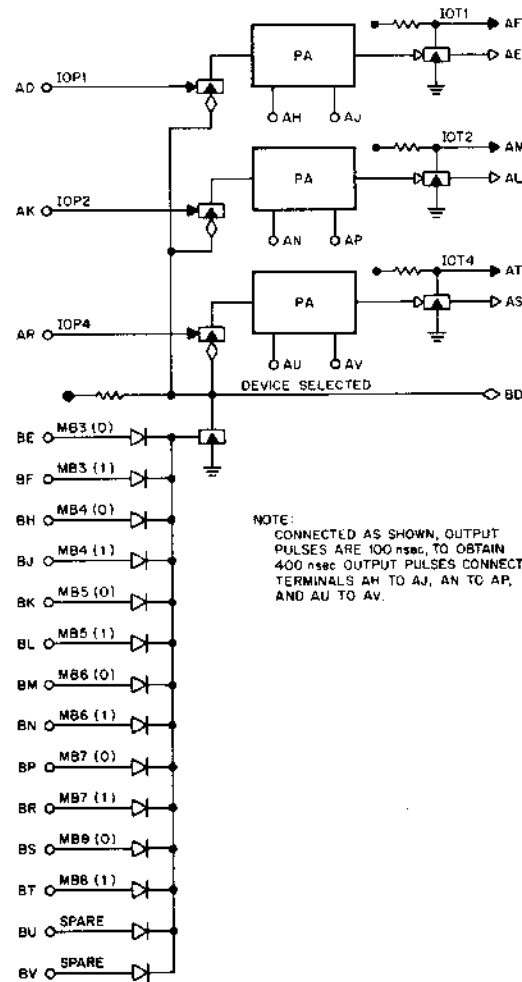 IOT1
AF
PA
AE
AD IOP1
AH AJ
IOT2
AM
PA
AL
AK IOP2
AN AP
IOT4
AT
PA
AS
AR IOP4
AU AV
DEVICE SELECTED
BD
BE MB3 (0)
BF MB3 (1)
BH MB4 (0)
BJ MB4 (1)
BK MB5 (0)
BL MB5 (1)
BM MB6 (0)
BN MB6 (1)
BP MB7 (0)
BR MB7 (1)
BS MB8 (0)
BT MB8 (1)
BU SPARE
BV SPARE
NOTE:
CONNECTED AS SHOWN, OUTPUT
PULSES ARE 100 nsec, TO OBTAIN
400 nsec OUTPUT PULSES CONNECT
TERMINALS AH TO AJ, AN TO AP,
AND AU TO AV.